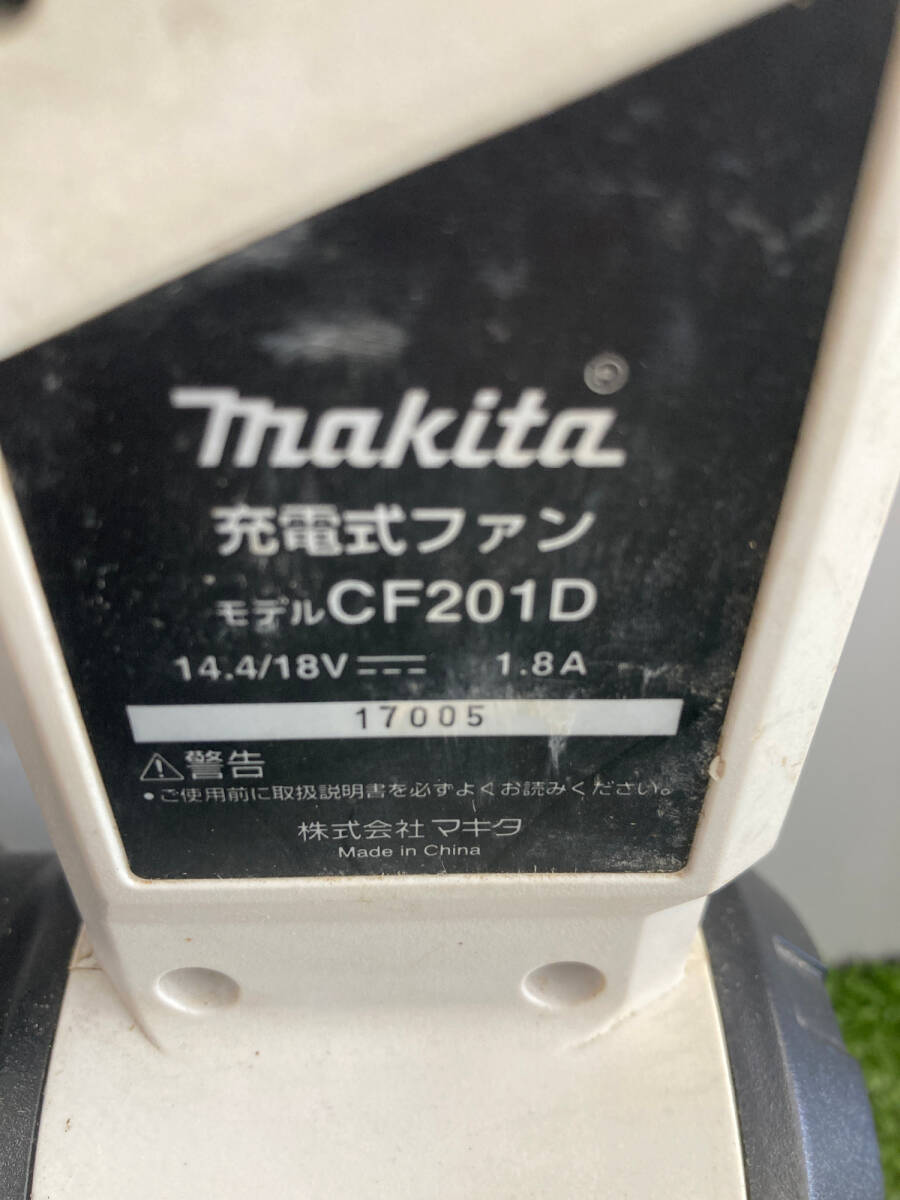 makita
充電式ファン
モデルCF201D
14.4/18V 1.8A
17005
⚠警告
•ご使用前に取扱説明書を必ずよくお読みください。
株式会社 マキタ
Made in China